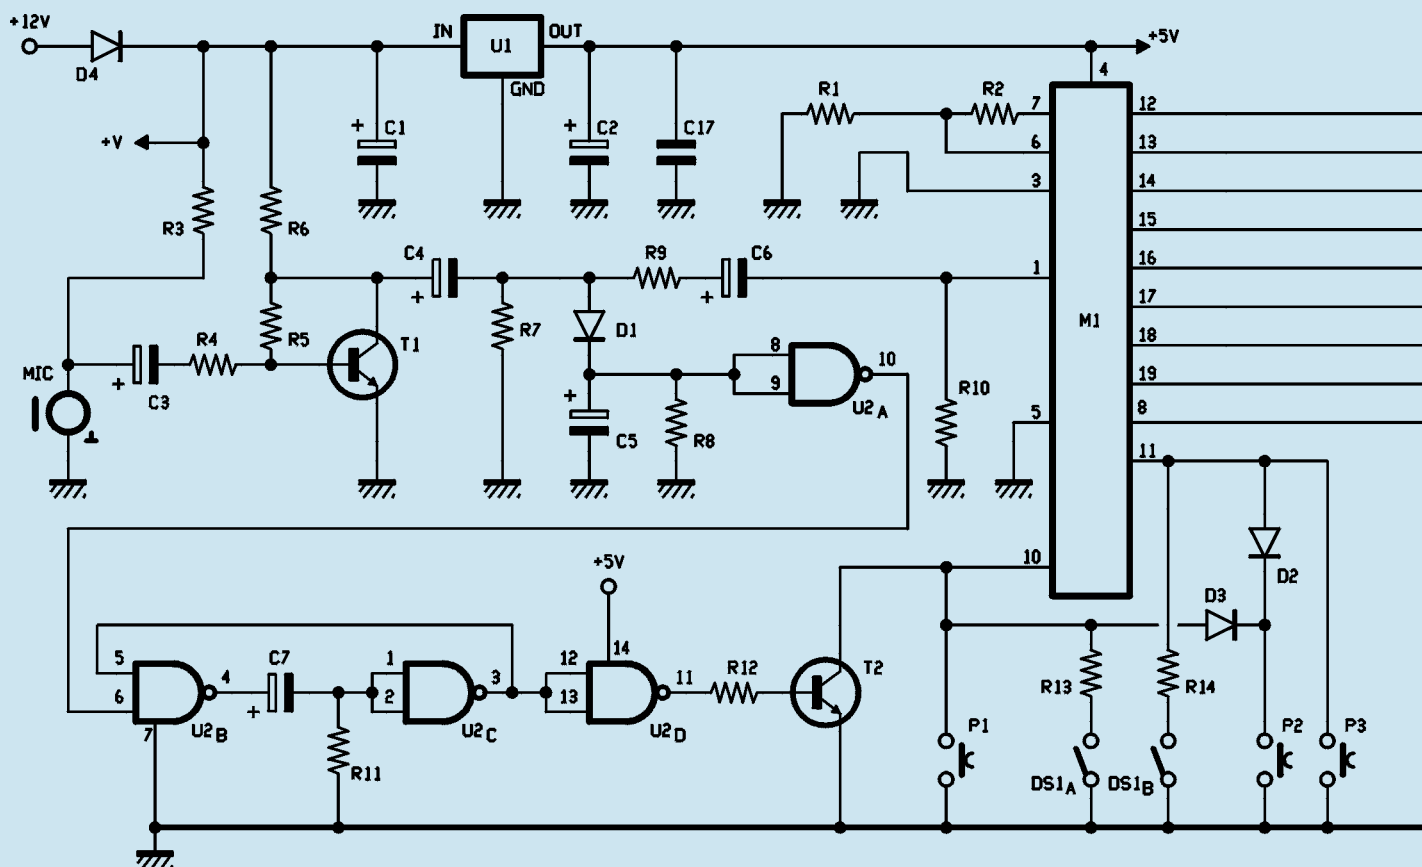 +12V
IN
U1
OUT
+5V
D4
GND
4
R1
R2
7
12
+V
+
C1
+
C2
C17
6
13
3
14
R3
R6
15
C4
R9
C6
16
+
+
1
17
R4
R5
T1
R7
D1
M1
18
MIC
8
10
19
+
C3
+
9
U2A
R10
5
8
C5
R8
11
+5V
10
D2
D3
5
4
C7
1
3
12
14
11
R12
T2
6
2
13
R13
R14
+
7
U2B
U2C
U2D
P1
P2
P3
R11
DS1A
DS1B